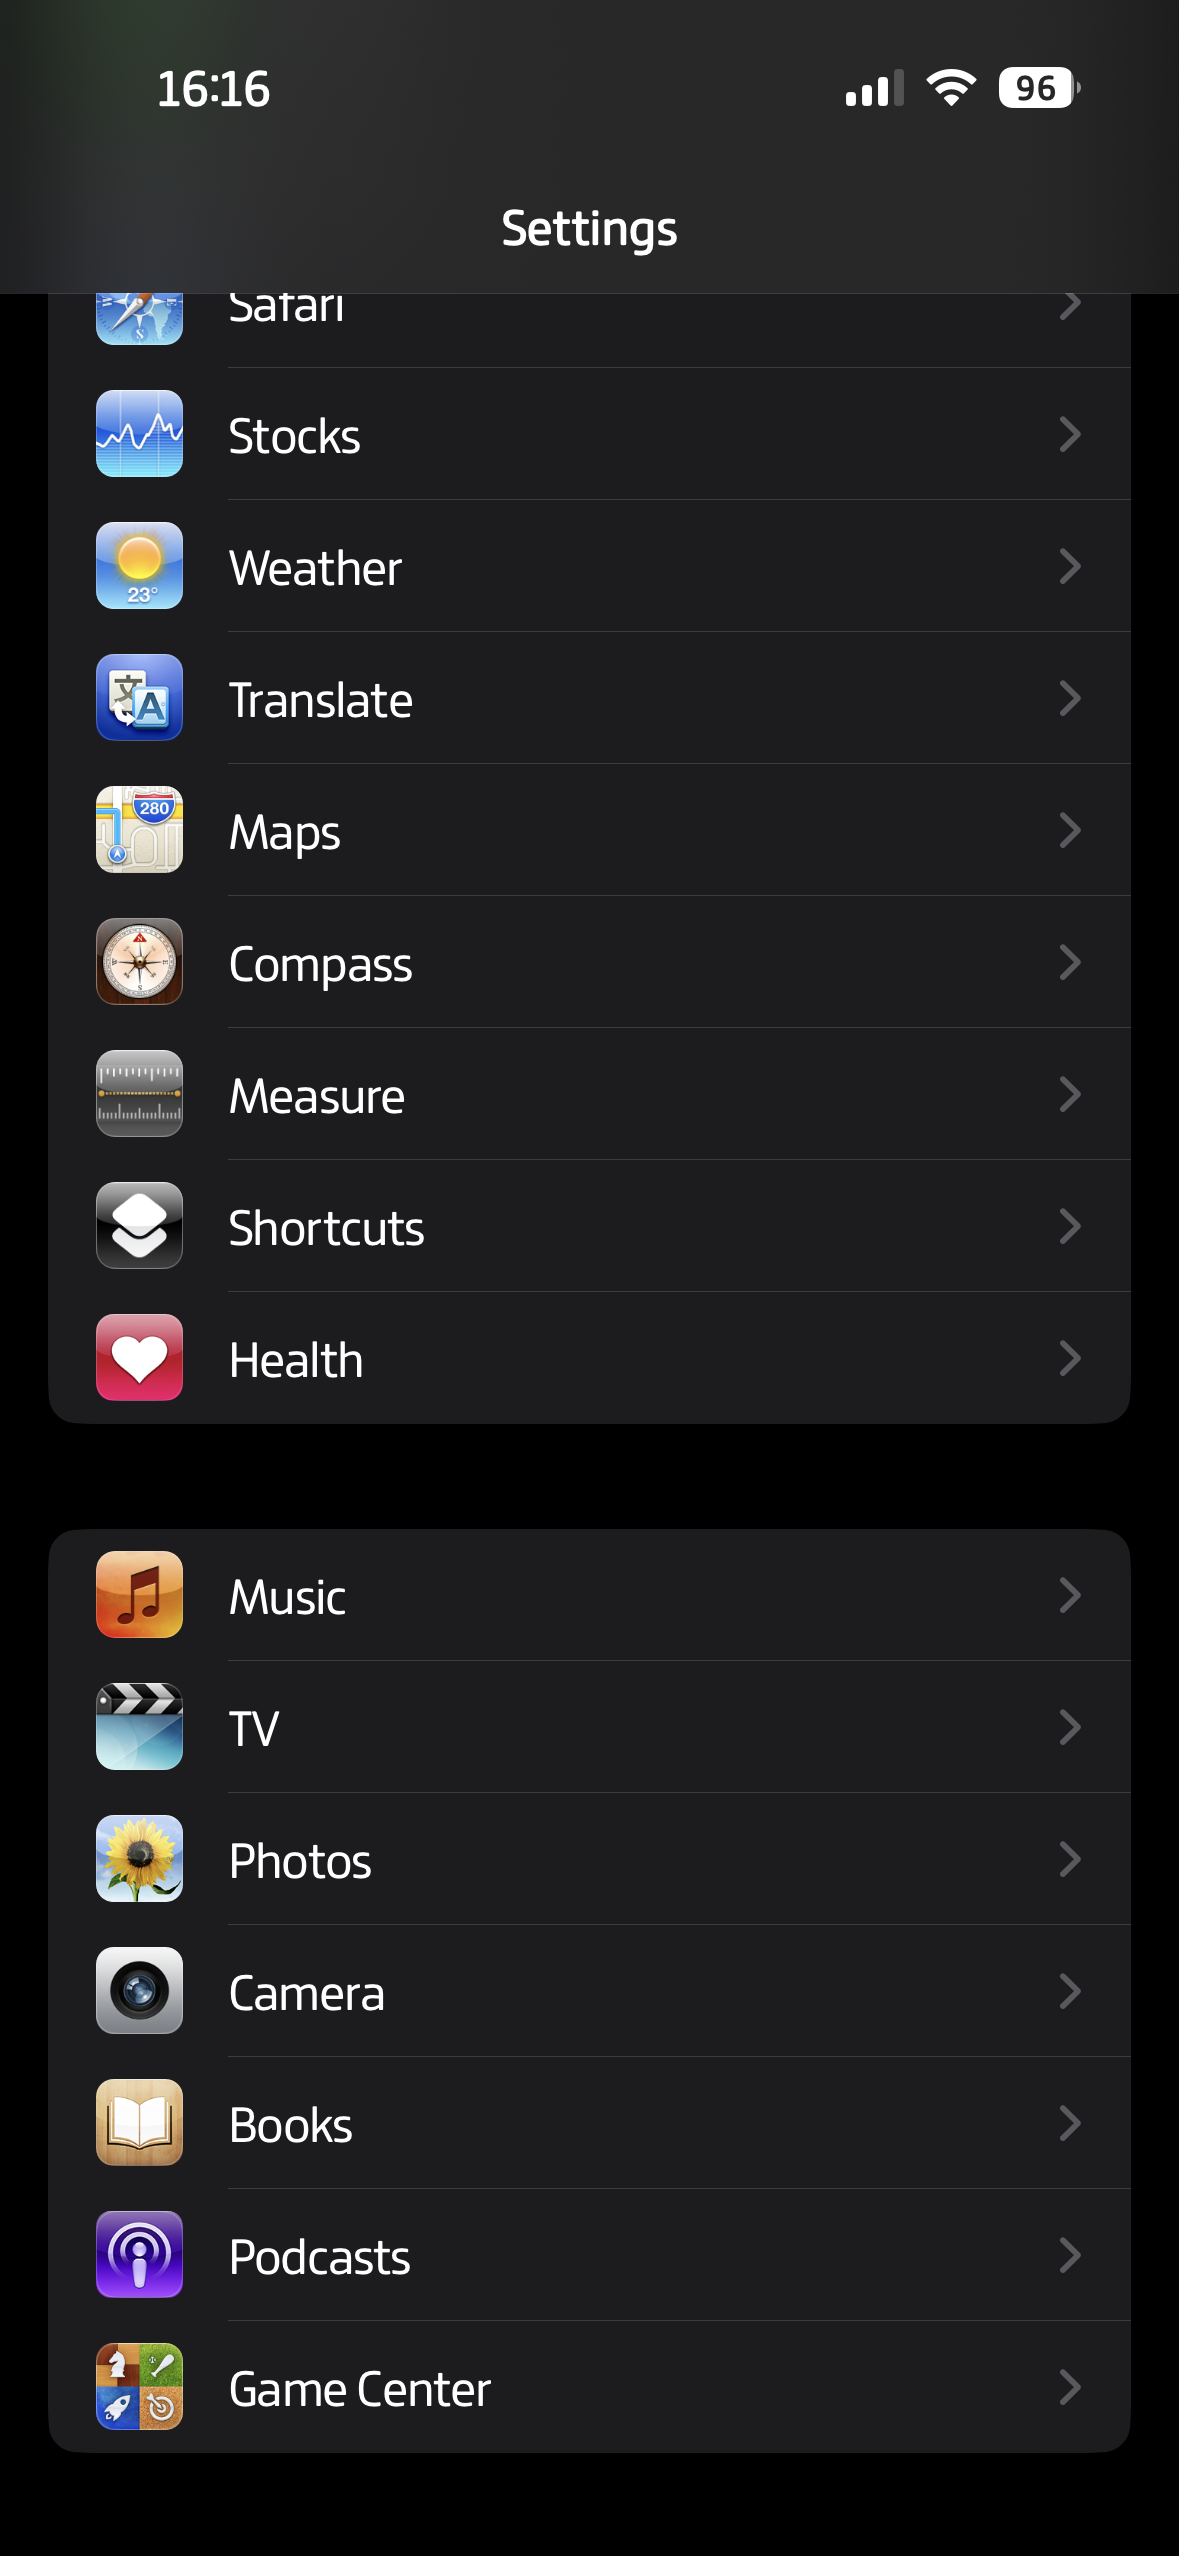 16:16
96
Settings
Safari
Stocks
23°
Weather
文
A
Translate
280
Maps
Compass
Measure
Shortcuts
Health
Music
TV
Photos
Camera
Books
Podcasts
Game Center